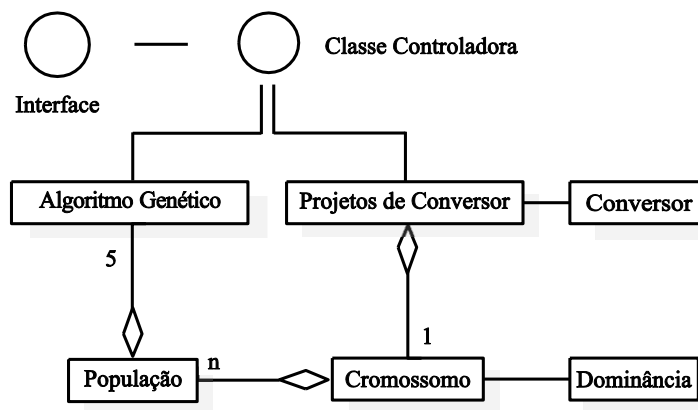 Classe Controladora
Interface
Algoritmo Genético
Projetos de Conversor
Conversor
5
1
n
População
Cromossomo
Dominância